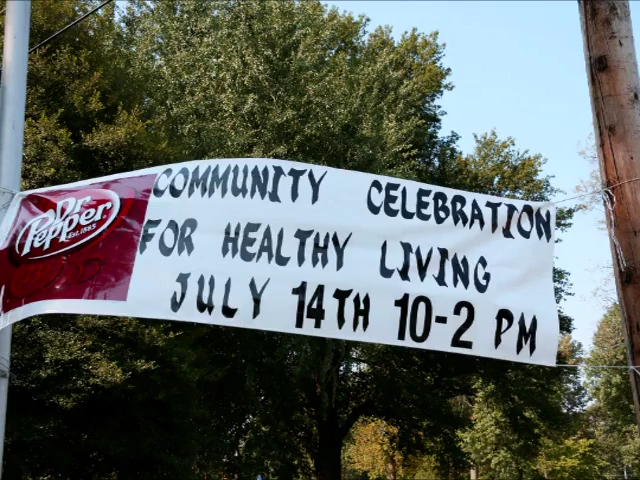 Dr Pepper
Est. 1885
COMMUNITY CELEBRATION
FOR HEALTHY LIVING
JULY 14TH 10-2 PM